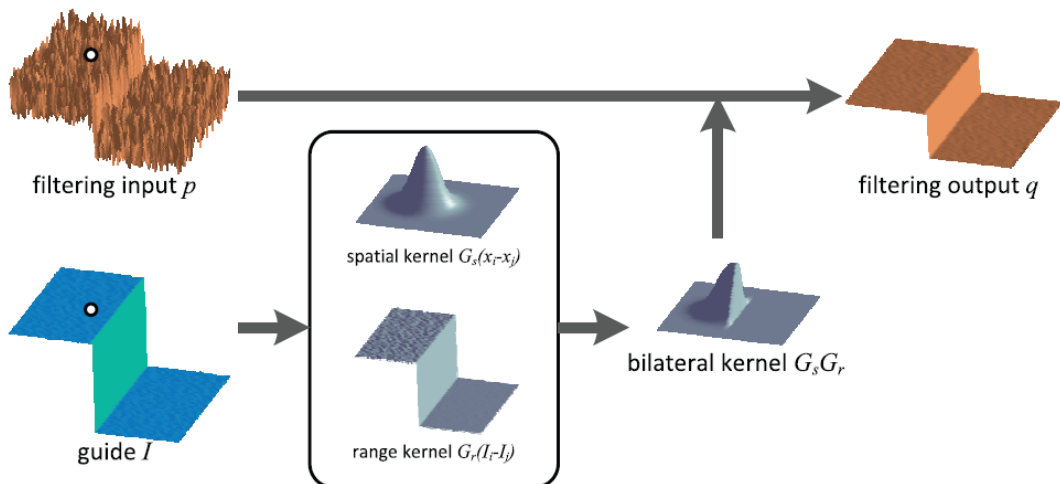 filtering input p
filtering output q
spatial kernel Gₛ(xᵢ-xⱼ)
bilateral kernel GₛGᵣ
guide I
range kernel Gᵣ(Iᵢ-Iⱼ)